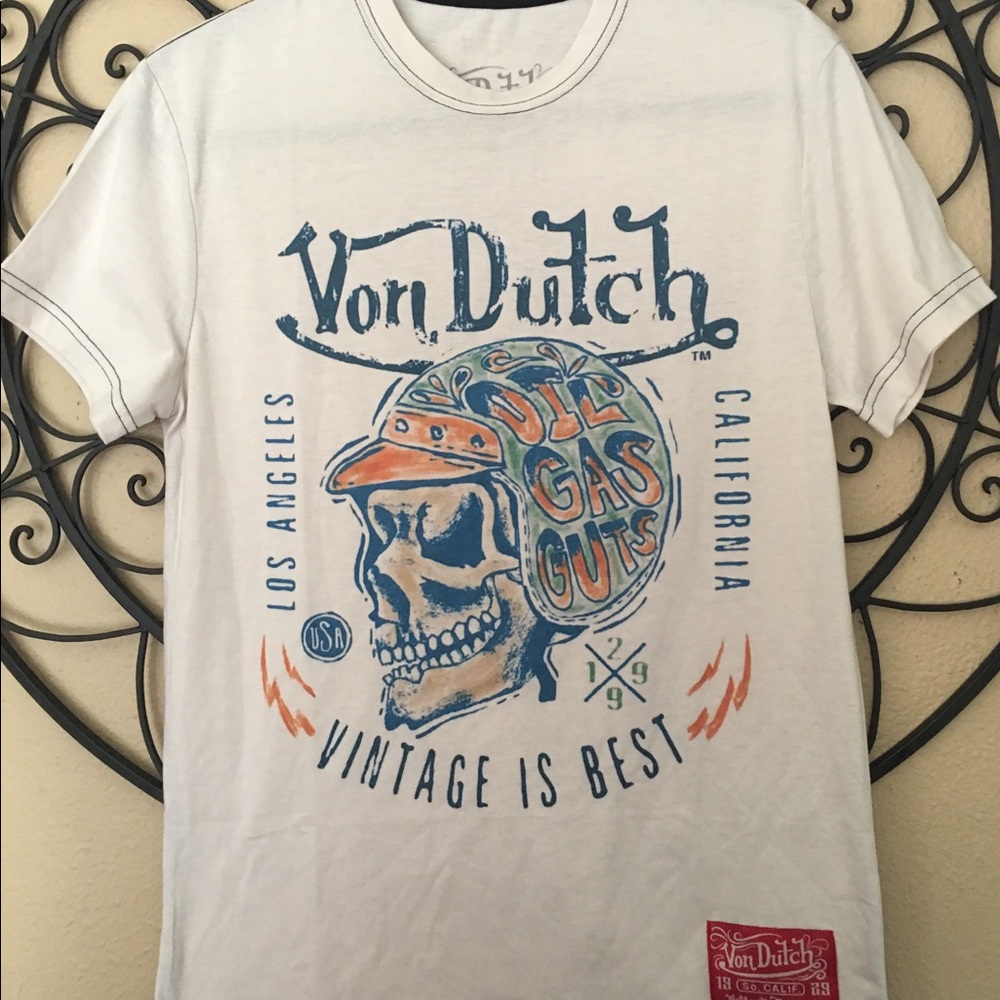 Von Dutch
TM
LOS ANGELES
CALIFORNIA
OIL
GAS
GUTS
USA
2
1 9
9
VINTAGE IS BEST
Von Dutch
19 So. CALIF. 29